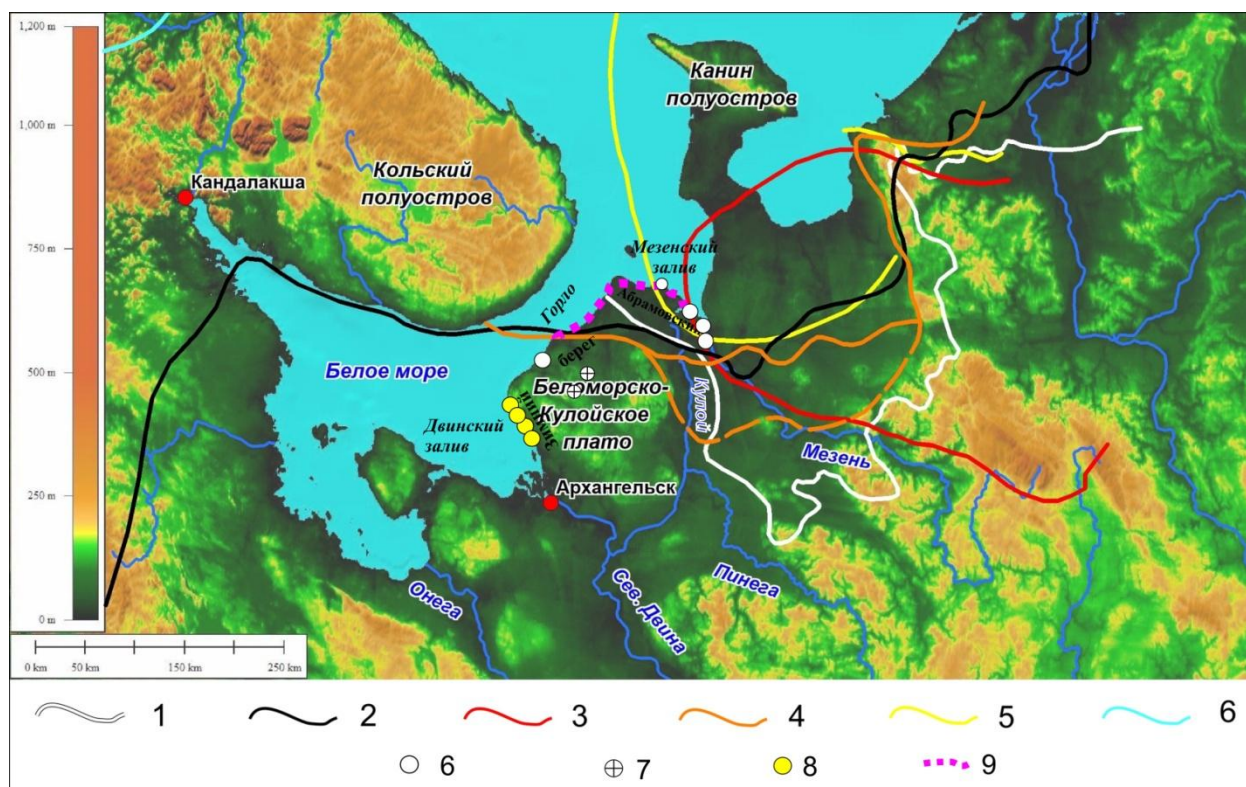 1,200 m
1,000 m
750 m
500 m
250 m
0 m
0 km 50 km 150 km 250 km
Канин
полуостров
Кандалакша
Кольский
полуостров
Мезенский
залив
Горло
Абрамовский
берег
Белое море
Беломорско-
Кулойское
плато
Кулой
Зимний
Двинский
залив
Мезень
Архангельск
Онега
Сев. Двина
Пинега
1 2 3 4 5 6
6 7 8 9